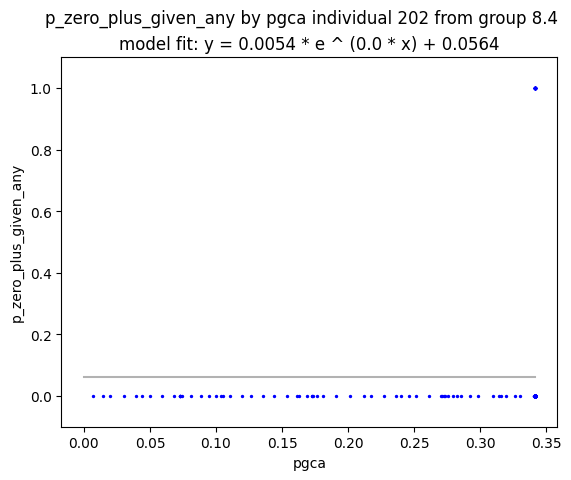 p_zero_plus_given_any by pgca individual 202 from group 8.4
model fit: y = 0.0054 * e ^ (0.0 * x) + 0.0564
1.0
0.8
0.6
0.4
0.2
0.0
p_zero_plus_given_any
0.00 0.05 0.10 0.15 0.20 0.25 0.30 0.35
pgca